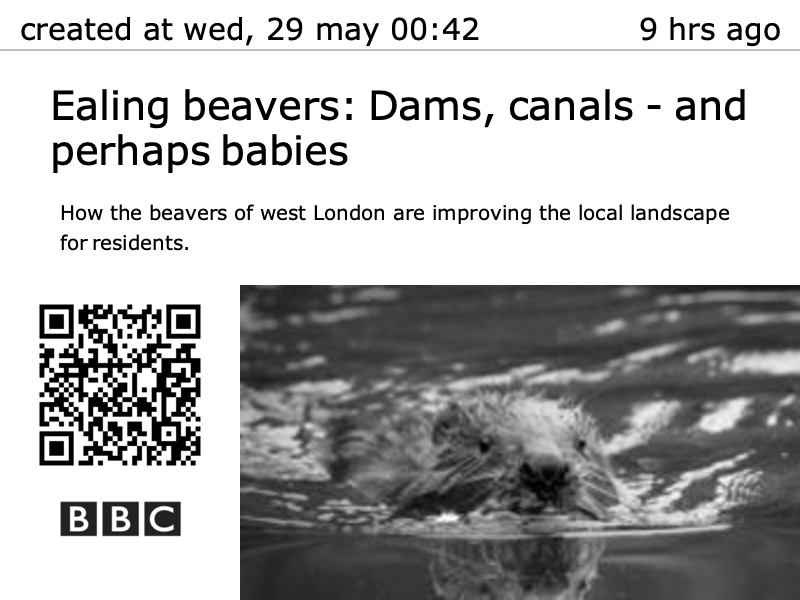 created at wed, 29 may 00:42 9 hrs ago
Ealing beavers: Dams, canals - and
perhaps babies
How the beavers of west London are improving the local landscape
for residents.
BBC